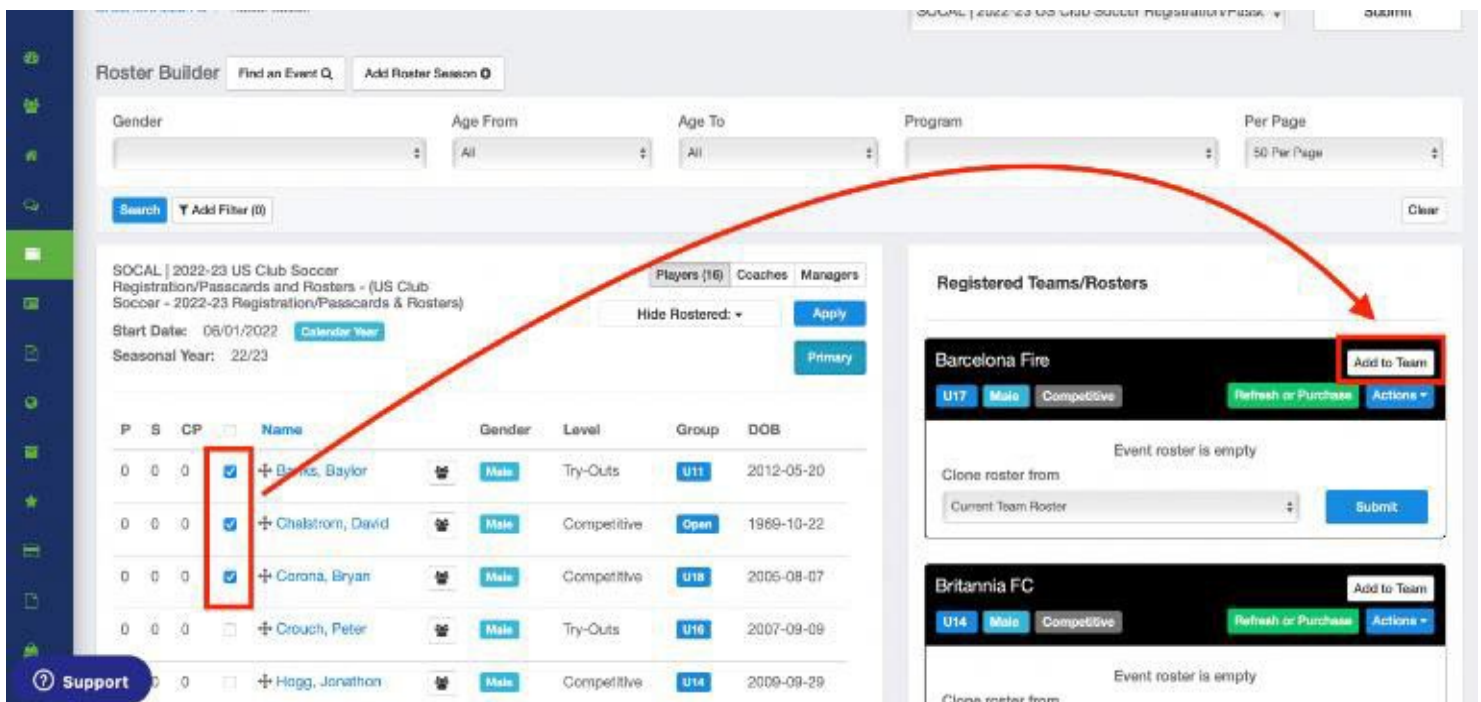 SOCAL | 2022-23 US Club Soccer Registration/Passc
Submit
Roster Builder
Find an Event
Add Roster Season
Gender
Age From
Age To
Program
Per Page
All
All
50 Per Page
Search
Add Filter (0)
Clear
SOCAL | 2022-23 US Club Soccer
Registration/Passcards and Rosters - (US Club
Soccer - 2022-23 Registration/Passcards & Rosters)
Start Date: 06/01/2022 Calendar Year
Seasonal Year: 22/23
Players (16) Coaches Managers
Hide Rostered:
Apply
Primary
P S CP Name Gender Level Group DOB
0 0 0 Banks, Baylor Male Try-Outs U11 2012-05-20
0 0 0 Chalstrom, David Male Competitive Open 1969-10-22
0 0 0 Corona, Bryan Male Competitive U18 2005-08-07
0 0 0 Crouch, Peter Male Try-Outs U16 2007-09-09
0 0 Hogg, Jonathon Male Competitive U14 2009-09-29
Support
Registered Teams/Rosters
Barcelona Fire
Add to Team
U17 Male Competitive
Refresh or Purchase Actions
Event roster is empty
Clone roster from
Current Team Roster
Submit
Britannia FC
Add to Team
U14 Male Competitive
Refresh or Purchase Actions
Event roster is empty
Clone roster from